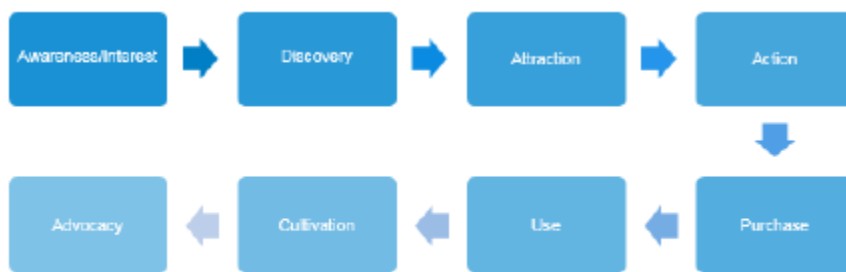 Awareness/Interest
Discovery
Attraction
Action
Purchase
Use
Cultivation
Advocacy